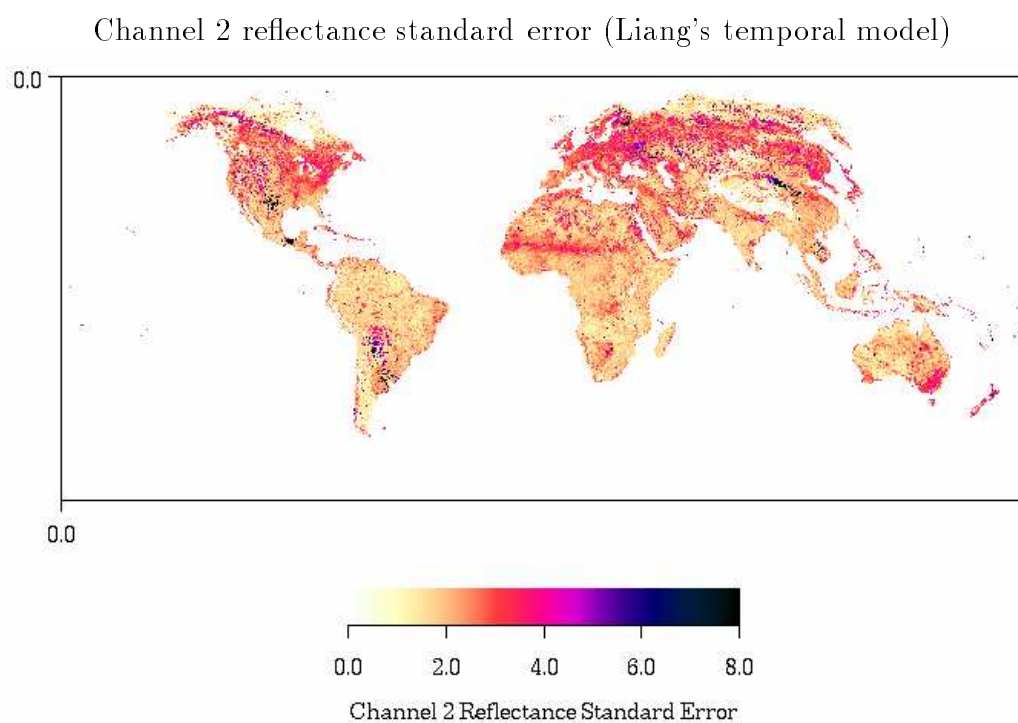 Channel 2 reflectance standard error (Liang's temporal model)
0.0
0.0
0.0 2.0 4.0 6.0 8.0
Channel 2 Reflectance Standard Error